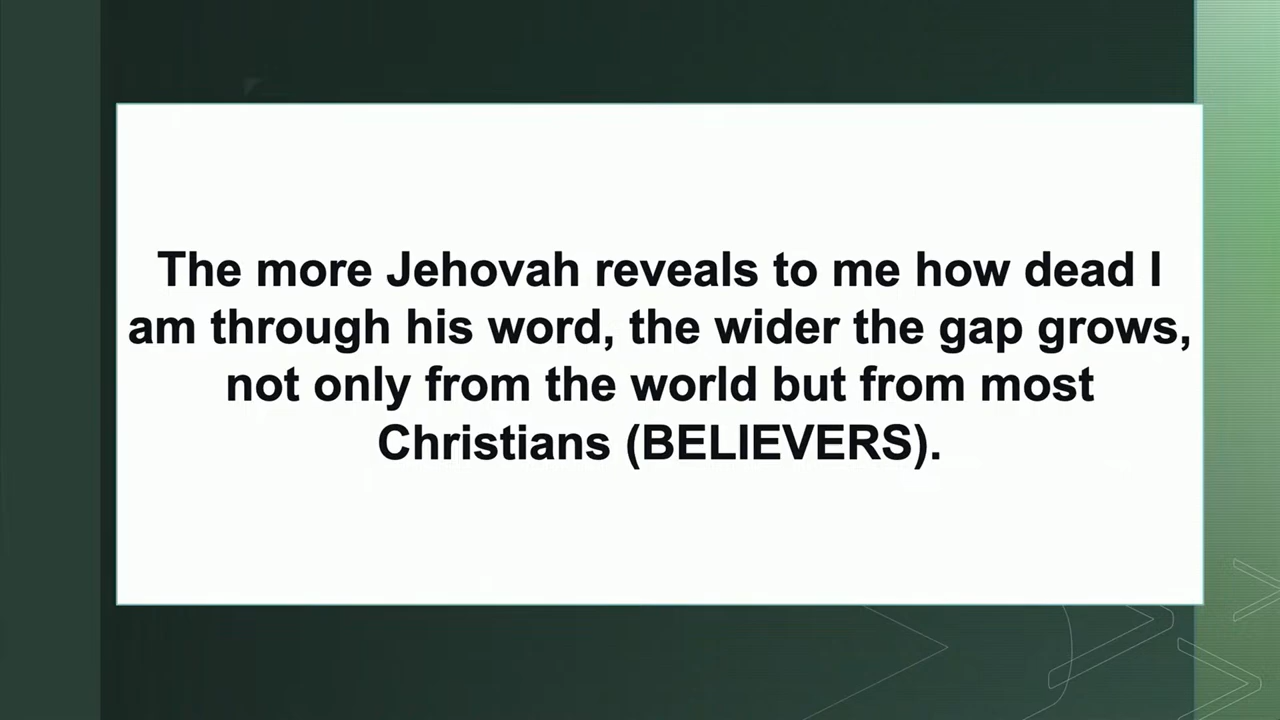 The more Jehovah reveals to me how dead I
am through his word, the wider the gap grows,
not only from the world but from most
Christians (BELIEVERS).